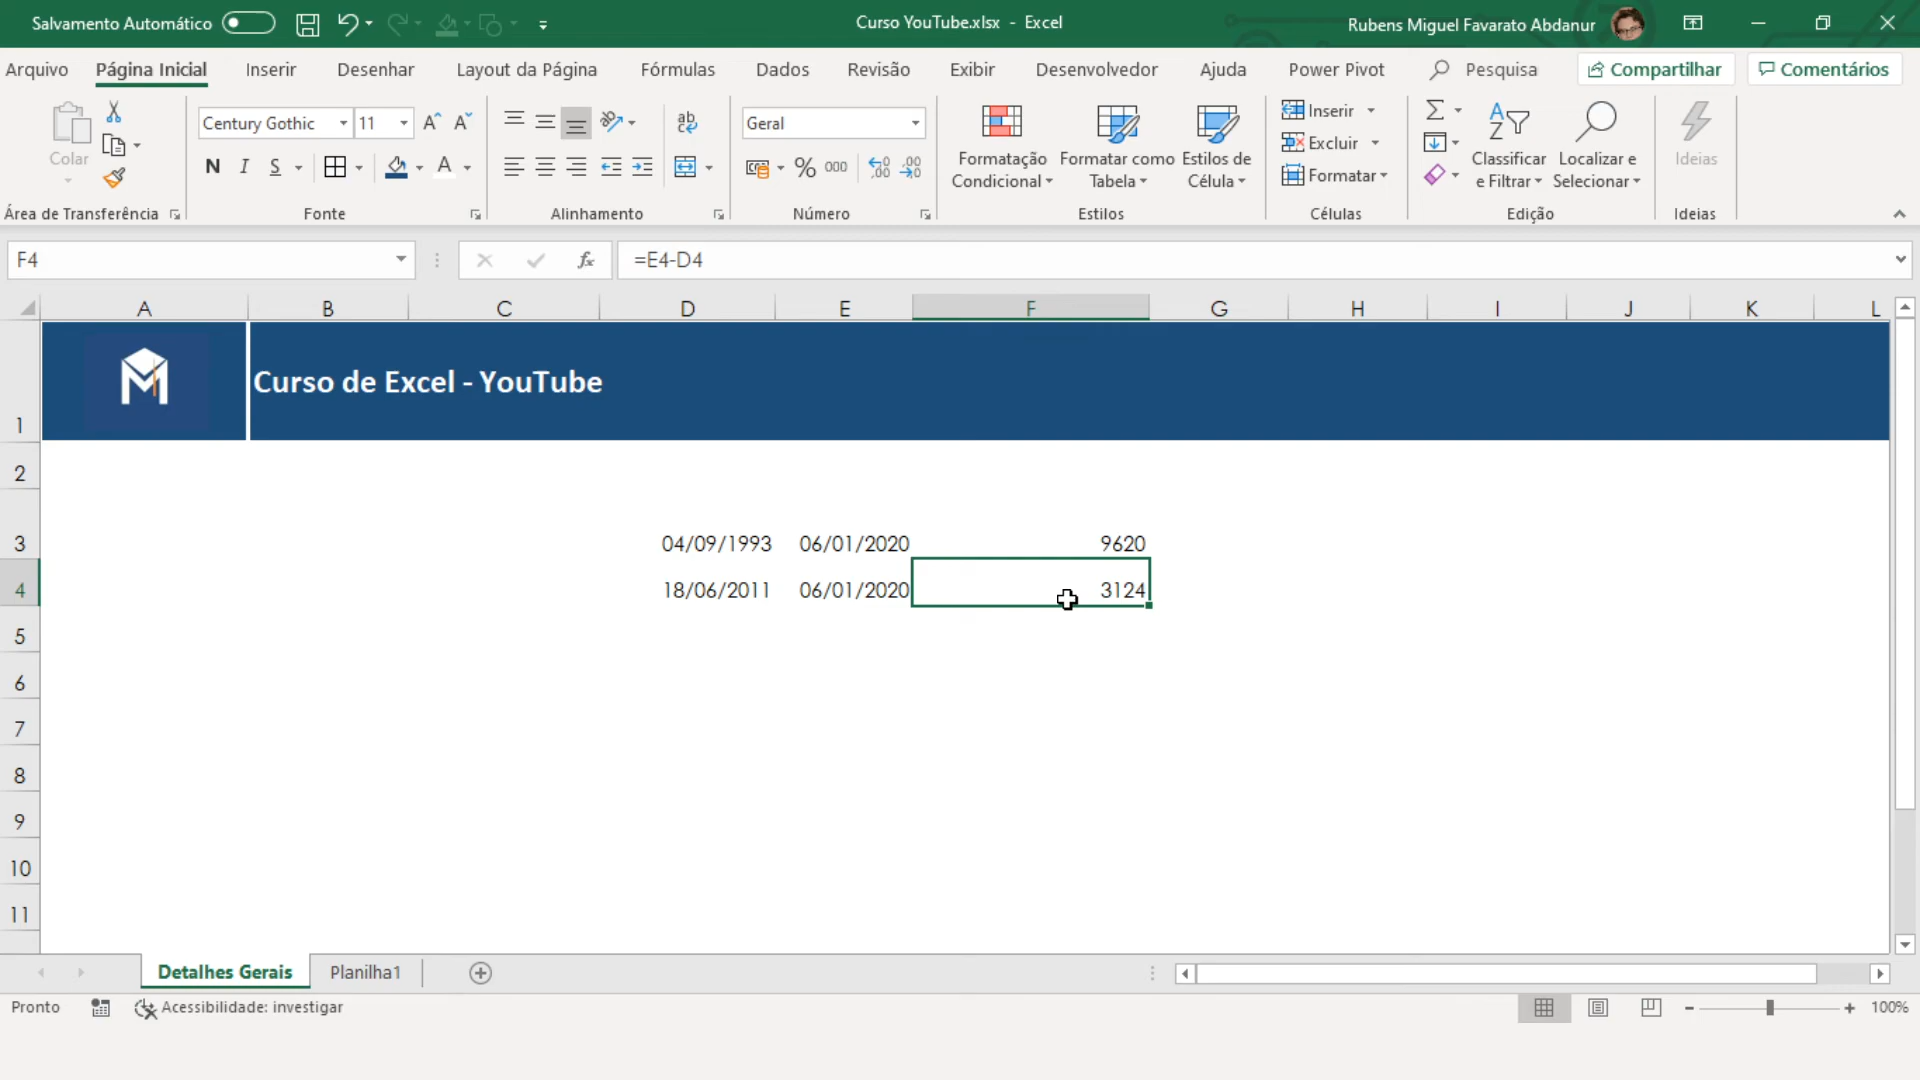 Salvamento Automático
Curso YouTube.xlsx - Excel
Rubens Miguel Favarato Abdanur
Arquivo Página Inicial Inserir Desenhar Layout da Página Fórmulas Dados Revisão Exibir Desenvolvedor Ajuda Power Pivot Pesquisa Compartilhar Comentários
Colar
Área de Transferência
Century Gothic 11
N I S A
Fonte
ab
c
Alinhamento
Geral
% 000
Número
Formatação Condicional
Formatar como Tabela
Estilos de Célula
Estilos
Inserir
Excluir
Formatar
Células
Classificar e Filtrar
Localizar e Selecionar
Edição
Ideias
Ideias
F4 fx =E4-D4
A B C D E F G H I J K L
1 Curso de Excel - YouTube
2
3 04/09/1993 06/01/2020 9620
4 18/06/2011 06/01/2020 3124
5
6
7
8
9
10
11
Detalhes Gerais Planilha1
Pronto Acessibilidade: investigar 100%